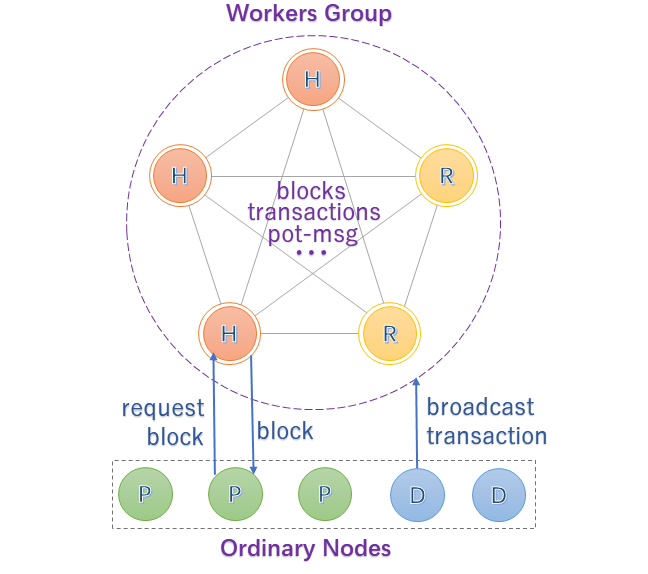 Workers Group
H
H
R
blocks
transactions
pot-msg
...
H
R
request
block
block
broadcast
transaction
P
P
P
D
D
Ordinary Nodes